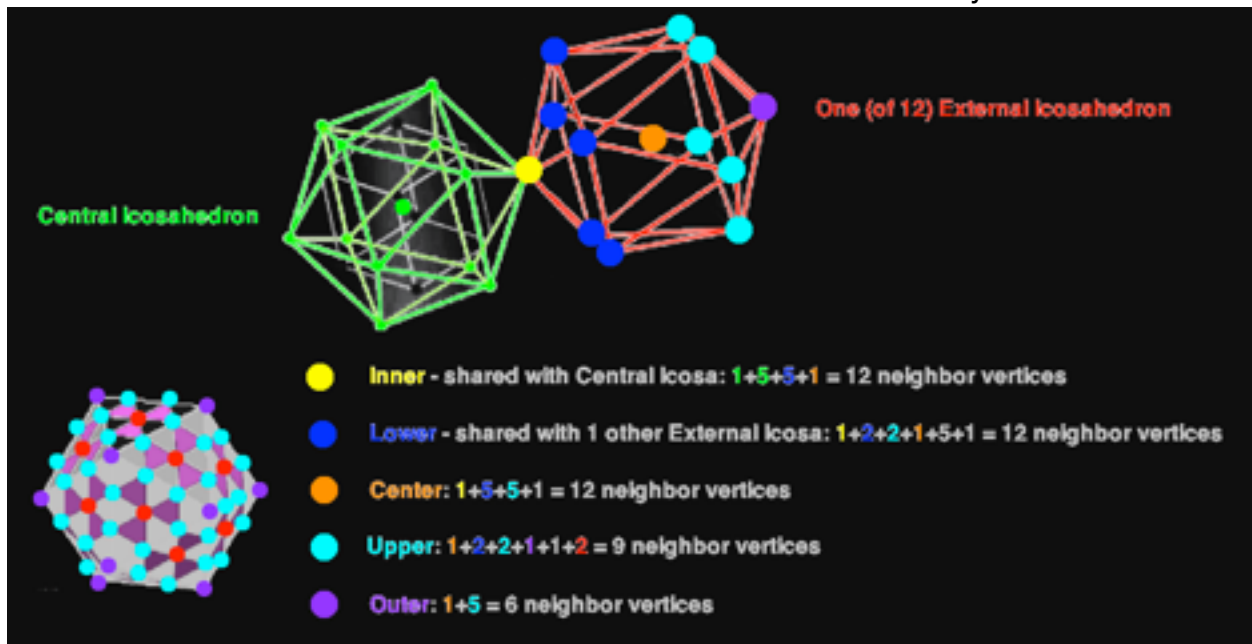 One (of 12) External Icosahedron
Central Icosahedron
Inner - shared with Central Icosa: 1+5+5+1 = 12 neighbor vertices
Lower - shared with 1 other External Icosa: 1+2+2+1+5+1 = 12 neighbor vertices
Center: 1+5+5+1 = 12 neighbor vertices
Upper: 1+2+2+1+1+2 = 9 neighbor vertices
Outer: 1+5 = 6 neighbor vertices